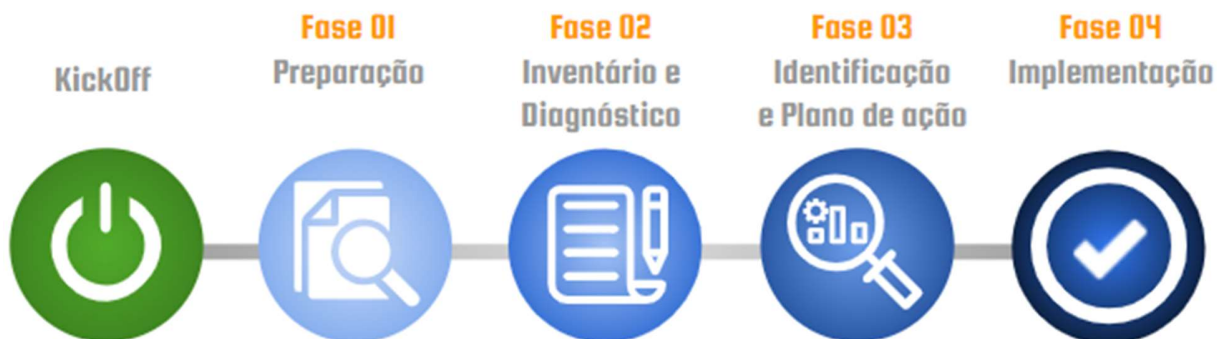 KickOff
Fase 01
Preparação
Fase 02
Inventário e
Diagnóstico
Fase 03
Identificação
e Plano de ação
Fase 04
Implementação